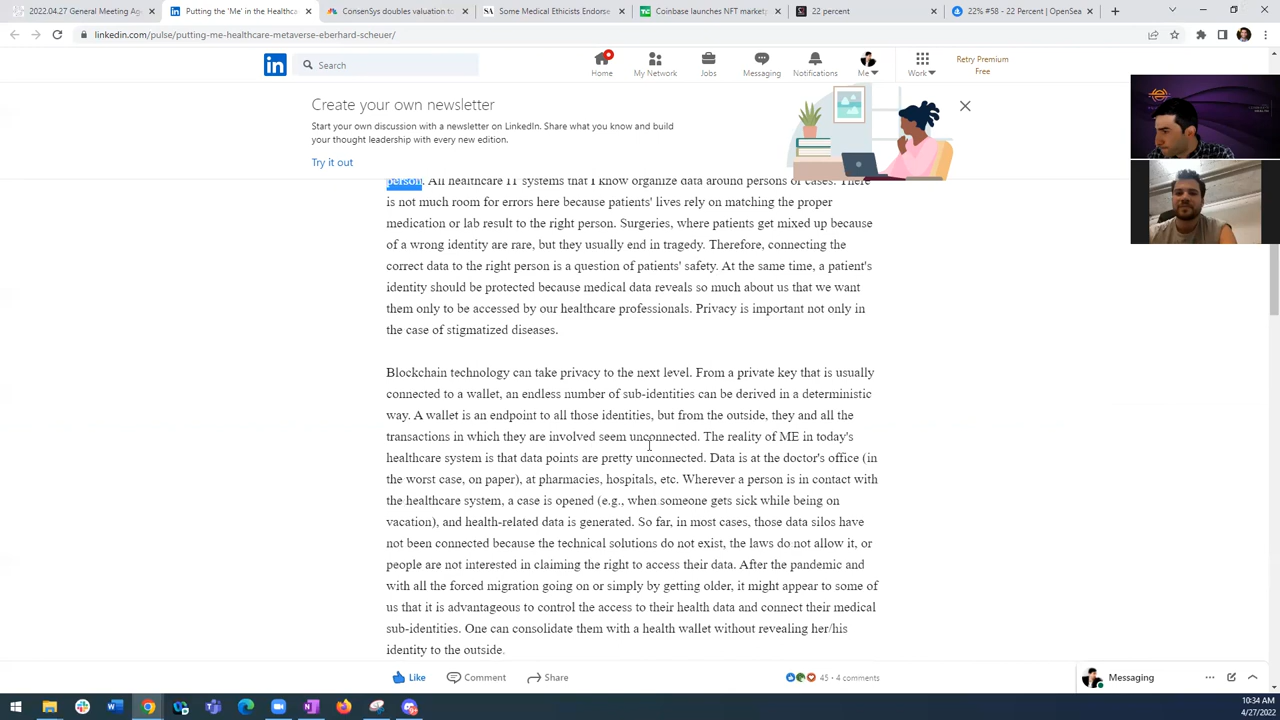 2022.04.27 General Meeting Ag
Putting the 'Me' in the Healthca
ConsenSys doubles valuation to
Some Medical Ethicists Endorse
Coinbase launches NFT market
22 percent
22% #58 - 22 Percent | OpenSea
linkedin.com/pulse/putting-me-healthcare-metaverse-eberhard-scheuer/
in
Search
Home
My Network
Jobs
Messaging
Notifications
Me
Work
Retry Premium
Free
Create your own newsletter
Start your own discussion with a newsletter on LinkedIn. Share what you know and build
your thought leadership with every new edition.
Try it out
person. All healthcare IT systems that I know organize data around persons or cases. There
is not much room for errors here because patients' lives rely on matching the proper
medication or lab result to the right person. Surgeries, where patients get mixed up because
of a wrong identity are rare, but they usually end in tragedy. Therefore, connecting the
correct data to the right person is a question of patients' safety. At the same time, a patient's
identity should be protected because medical data reveals so much about us that we want
them only to be accessed by our healthcare professionals. Privacy is important not only in
the case of stigmatized diseases.
Blockchain technology can take privacy to the next level. From a private key that is usually
connected to a wallet, an endless number of sub-identities can be derived in a deterministic
way. A wallet is an endpoint to all those identities, but from the outside, they and all the
transactions in which they are involved seem unconnected. The reality of ME in today's
healthcare system is that data points are pretty unconnected. Data is at the doctor's office (in
the worst case, on paper), at pharmacies, hospitals, etc. Wherever a person is in contact with
the healthcare system, a case is opened (e.g., when someone gets sick while being on
vacation), and health-related data is generated. So far, in most cases, those data silos have
not been connected because the technical solutions do not exist, the laws do not allow it, or
people are not interested in claiming the right to access their data. After the pandemic and
with all the forced migration going on or simply by getting older, it might appear to some of
us that it is advantageous to control the access to their health data and connect their medical
sub-identities. One can consolidate them with a health wallet without revealing her/his
identity to the outside.
Like
Comment
Share
45 · 4 comments
Messaging
10:34 AM
4/27/2022